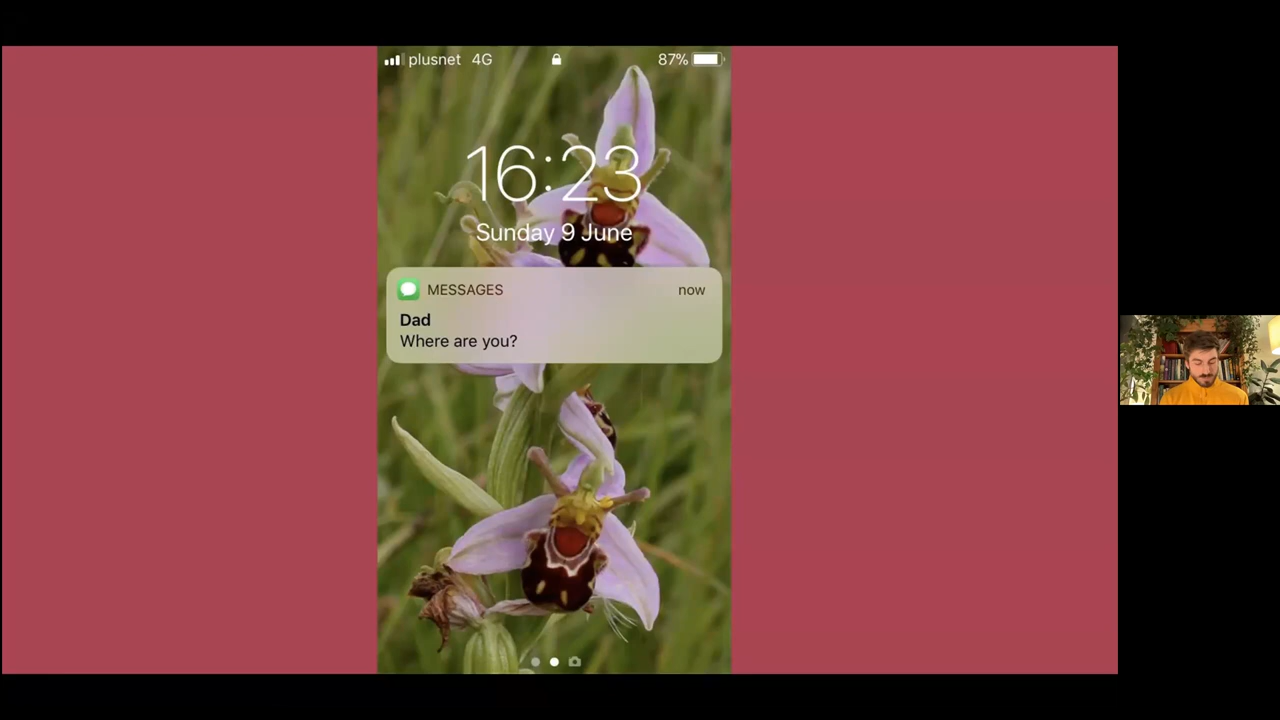 plusnet 4G 87%
16:23
Sunday 9 June
MESSAGES now
Dad
Where are you?